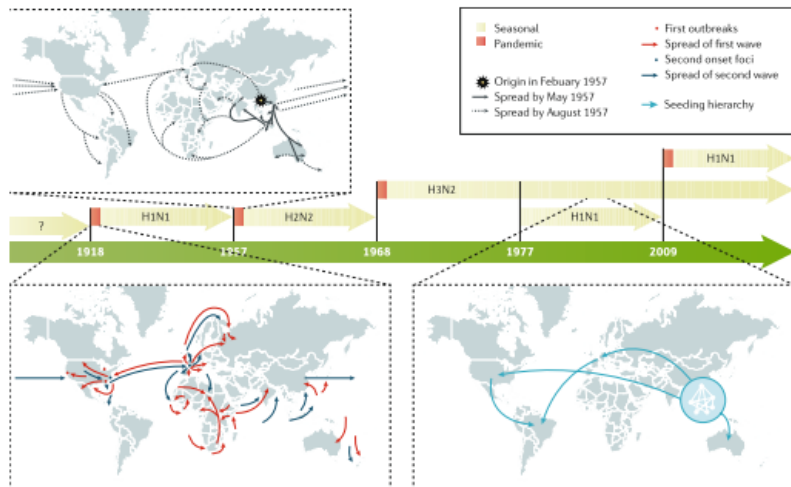 Seasonal
Pandemic
Origin in Febuary 1957
Spread by May 1957
Spread by August 1957
First outbreaks
Spread of first wave
Second onset foci
Spread of second wave
Seeding hierarchy
H1N1
H3N2
? H1N1 H2N2 H1N1
1918 1957 1968 1977 2009